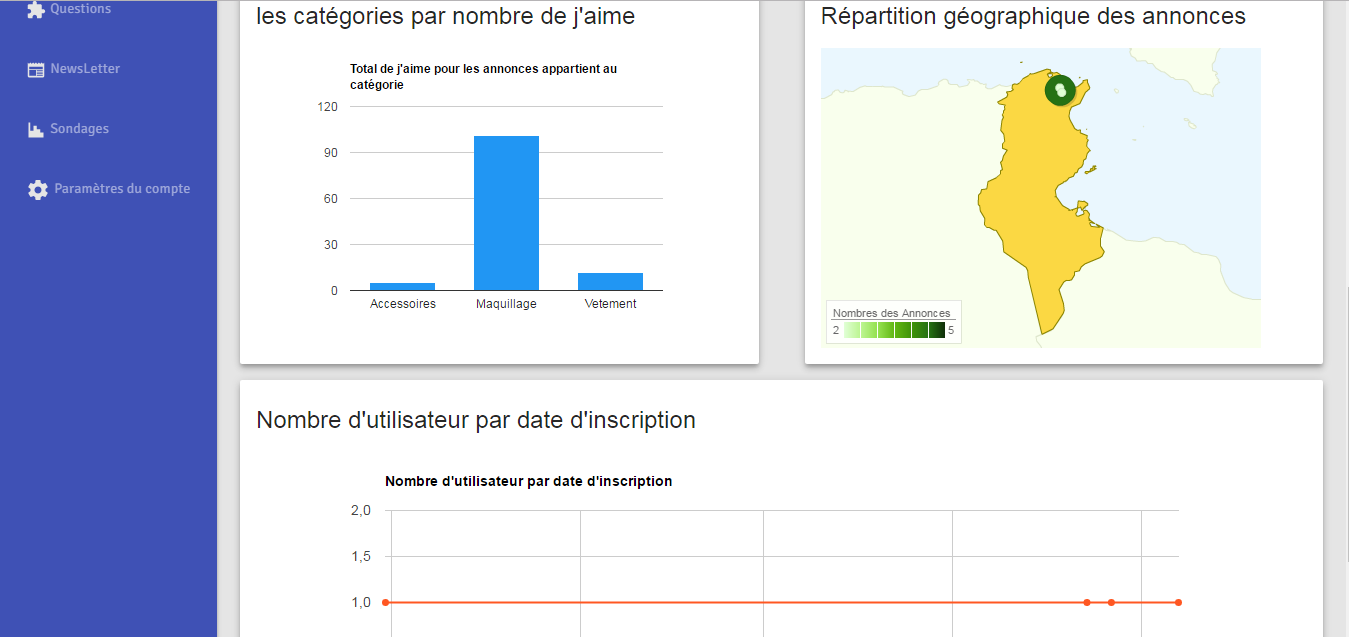 Questions
NewsLetter
Sondages
Paramètres du compte
les catégories par nombre de j'aime
Total de j'aime pour les annonces appartient au
catégorie
120
90
60
30
0
Accessoires Maquillage Vetement
Répartition géographique des annonces
Nombres des Annonces
2 5
Nombre d'utilisateur par date d'inscription
Nombre d'utilisateur par date d'inscription
2,0
1,5
1,0